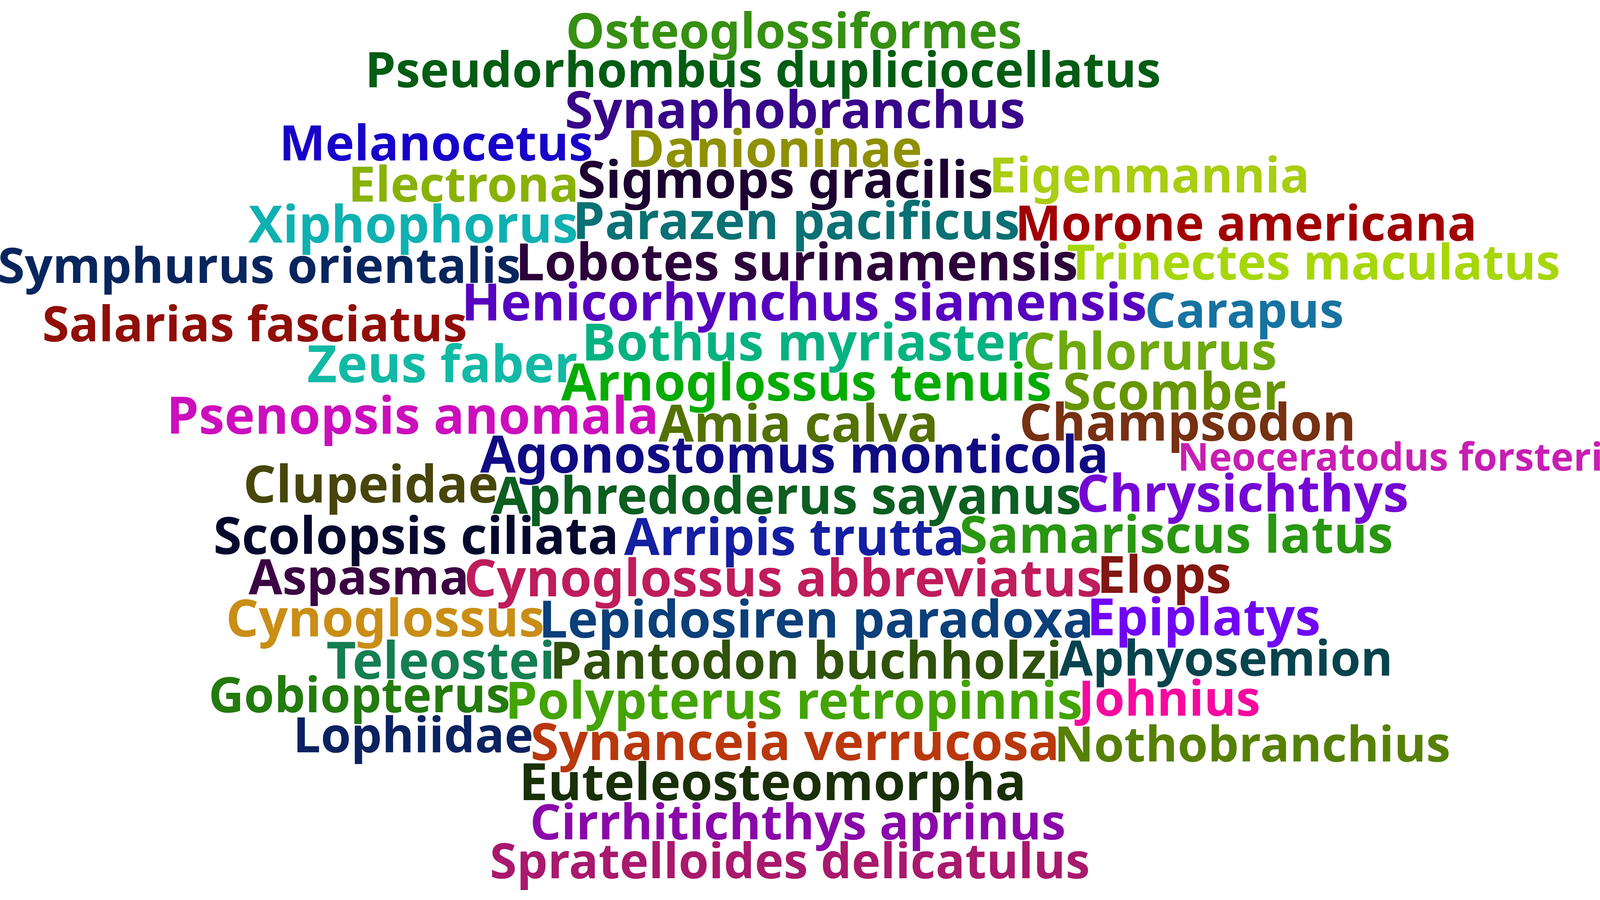 Osteoglossiformes
Pseudorhombus dupliciocellatus
Synaphobranchus
Melanocetus Danioninae
Electrona Sigmops gracilis Eigenmannia
Xiphophorus Parazen pacificus Morone americana
Symphurus orientalis Lobotes surinamensis Trinectes maculatus
Salarias fasciatus Henicorhynchus siamensis Carapus
Zeus faber Bothus myriaster Chlorurus
Arnoglossus tenuis Scomber
Psenopsis anomala Amia calva Champsodon
Agonostomus monticola Neoceratodus forsteri
Clupeidae Aphredoderus sayanus Chrysichthys
Scolopsis ciliata Arripis trutta Samariscus latus
Aspasma Cynoglossus abbreviatus Elops
Cynoglossus Lepidosiren paradoxa Epiplatys
Teleostei Pantodon buchholzi Aphyosemion
Gobiopterus Polypterus retropinnis Johnius
Lophiidae Synanceia verrucosa Nothobranchius
Euteleosteomorpha
Cirrhitichthys aprinus
Spratelloides delicatulus